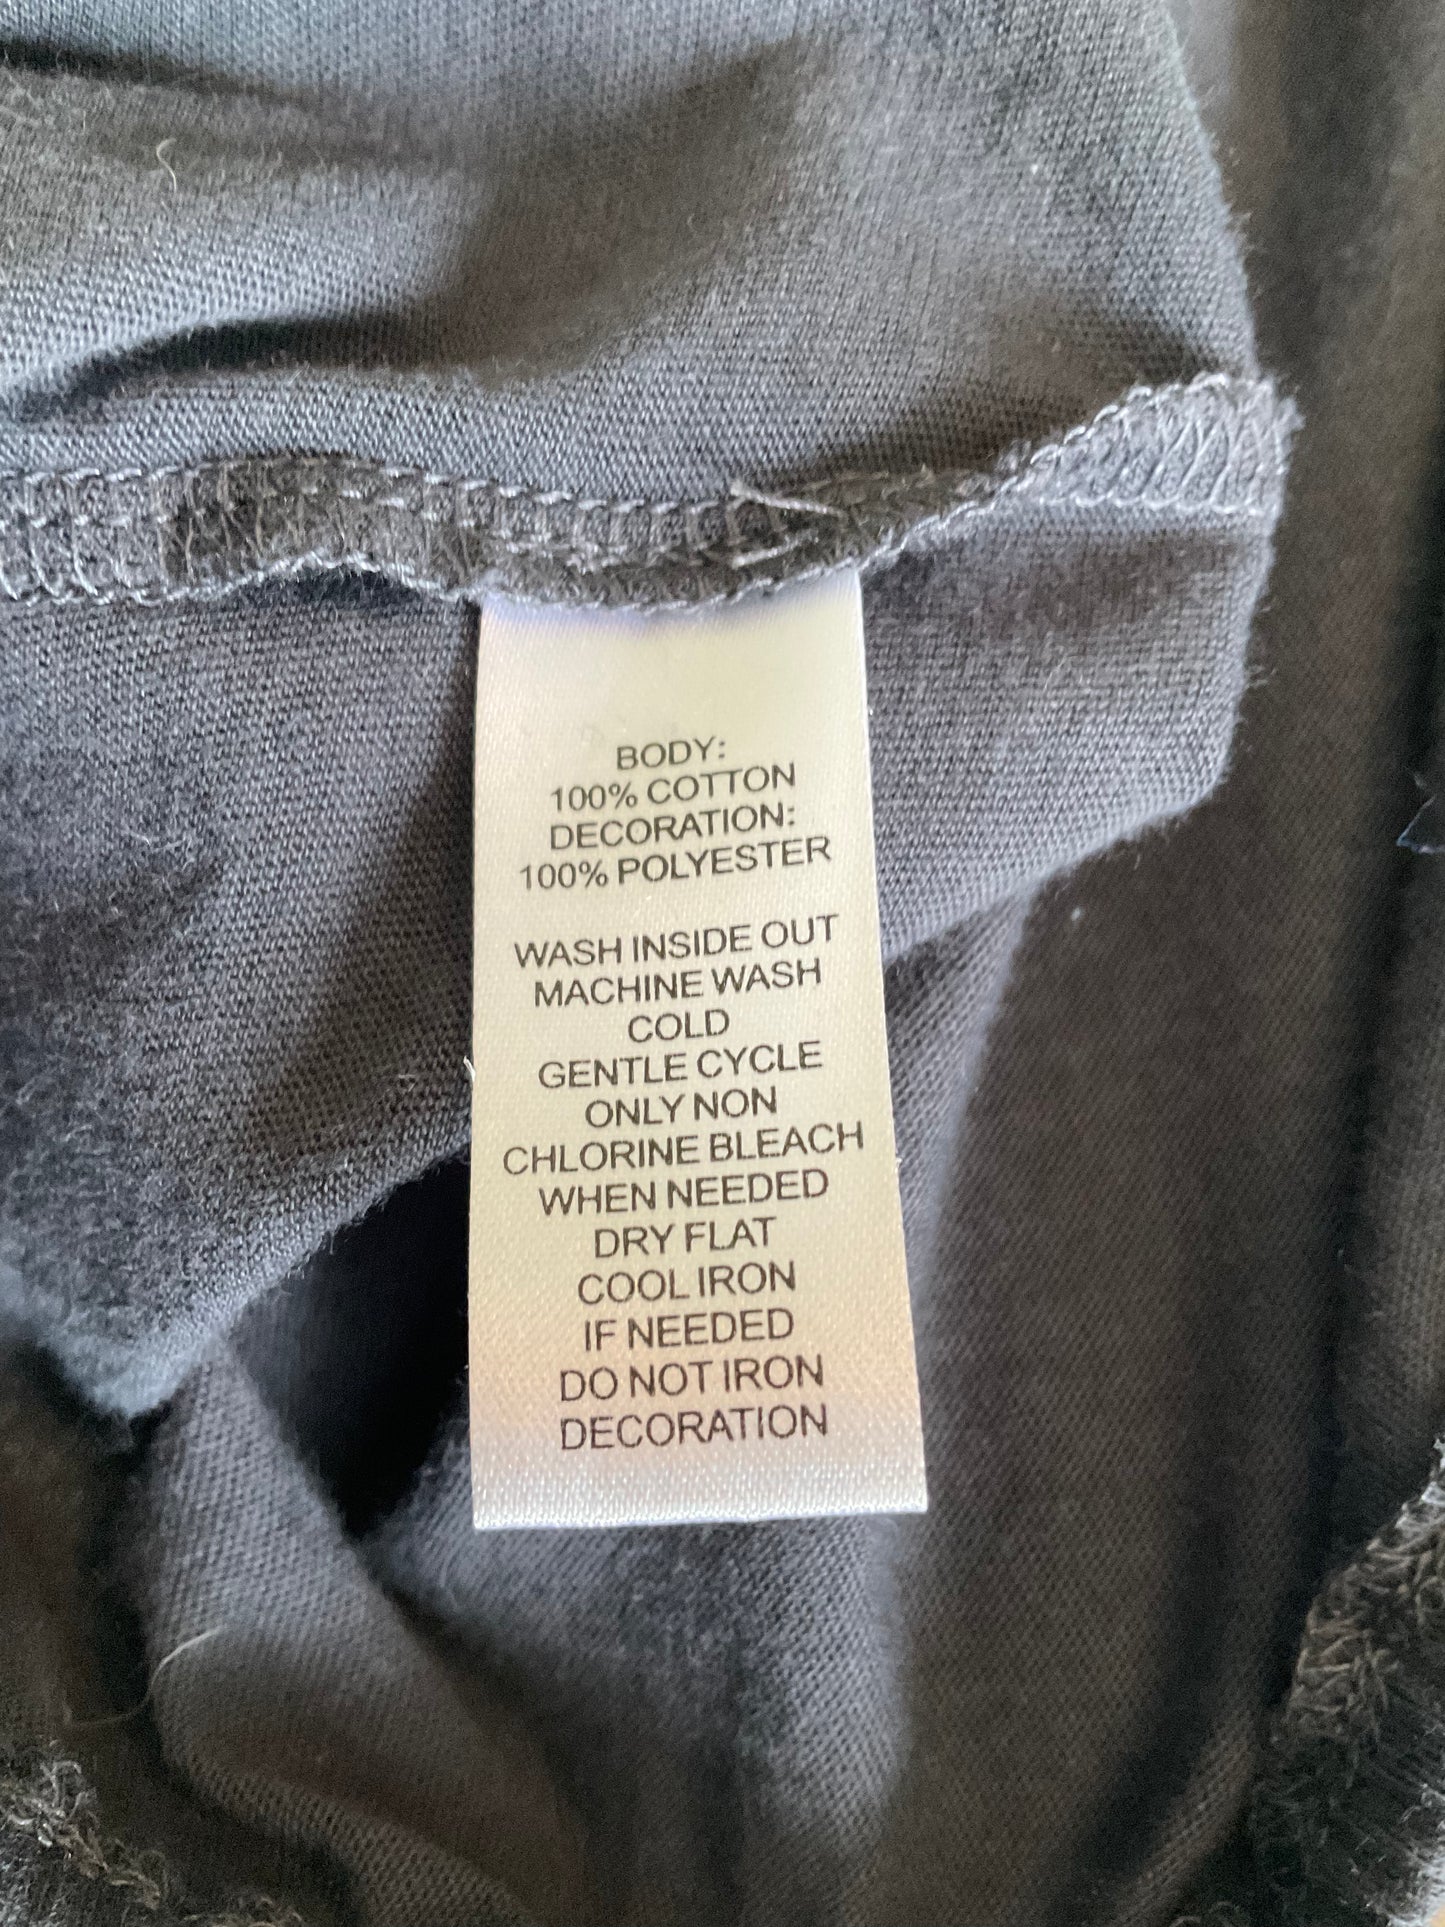 BODY:
100% COTTON
DECORATION:
100% POLYESTER
WASH INSIDE OUT
MACHINE WASH
COLD
GENTLE CYCLE
ONLY NON
CHLORINE BLEACH
WHEN NEEDED
DRY FLAT
COOL IRON
IF NEEDED
DO NOT IRON
DECORATION